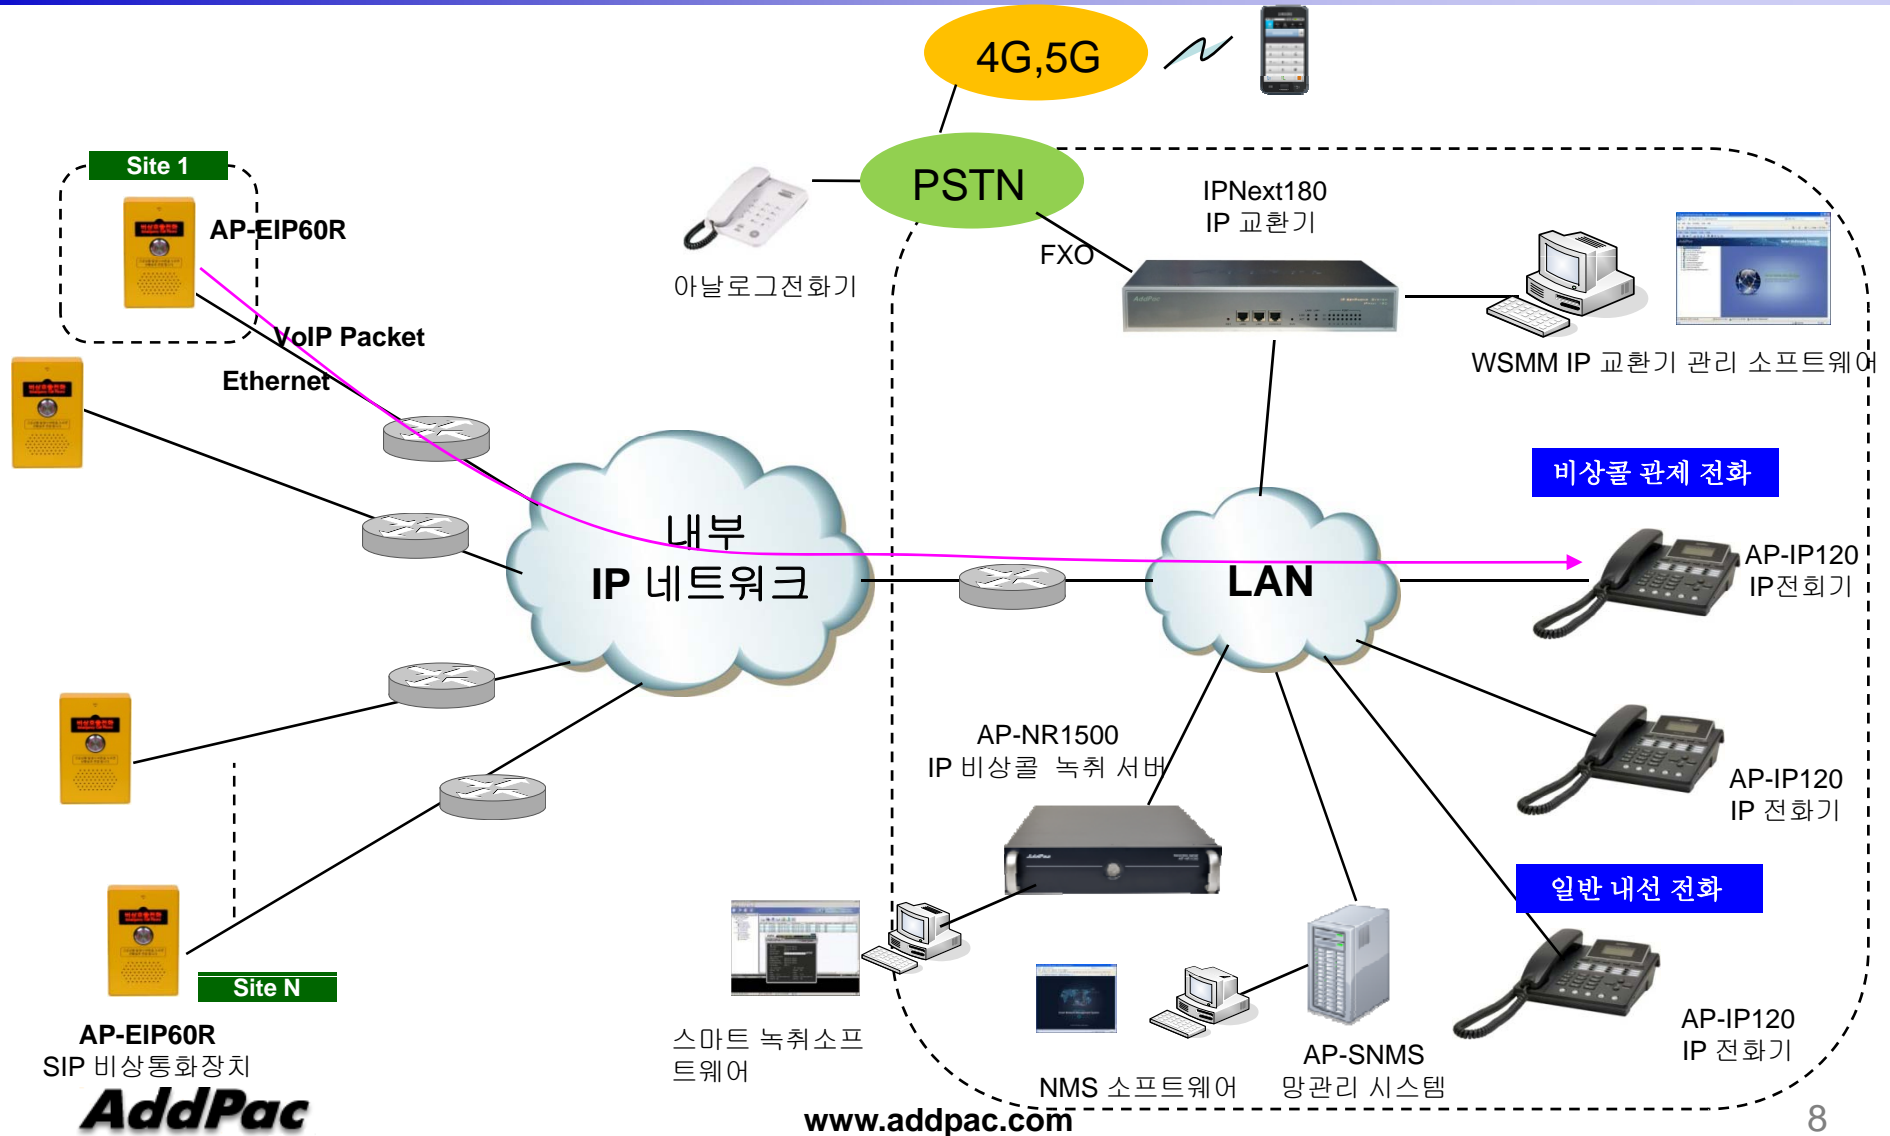 4G,5G
PSTN
Site 1
AP-EIP60R
VoIP Packet
Ethernet
아날로그전화기
FXO
IPNext180
IP 교환기
AddPac
WSMM IP 교환기 관리 소프트웨어
비상콜 관제 전화
내부
IP 네트워크
LAN
AP-IP120
IP전회기
AP-NR1500
IP 비상콜 녹취 서버
AddPac
AP-IP120
IP 전화기
일반 내선 전화
Site N
AP-EIP60R
SIP 비상통화장치
스마트 녹취소프
트웨어
NMS 소프트웨어
AP-SNMS
망관리 시스템
AP-IP120
IP 전화기
AddPac
www.addpac.com
8